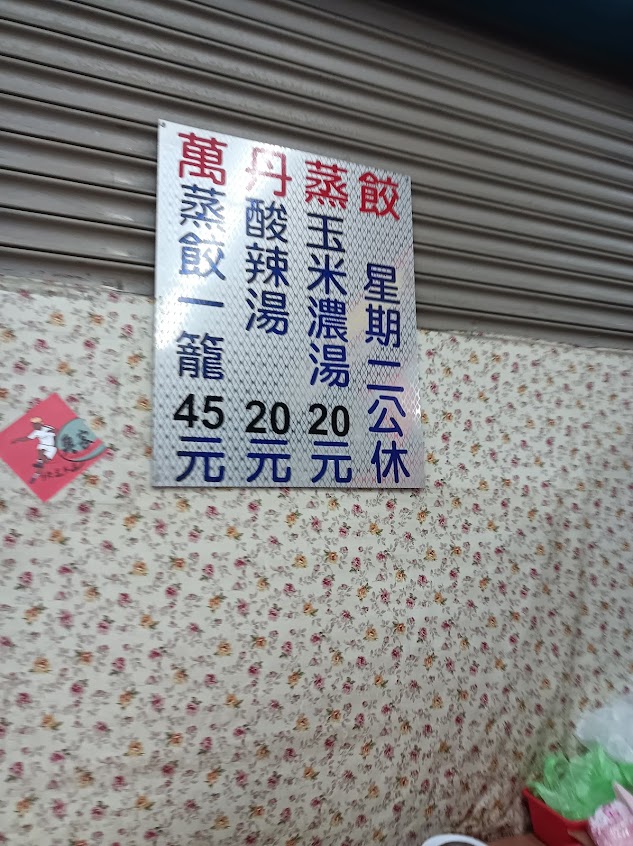 萬丹蒸餃
蒸餃一籠45元
酸辣湯 20元
玉米濃湯 20元
星期二公休